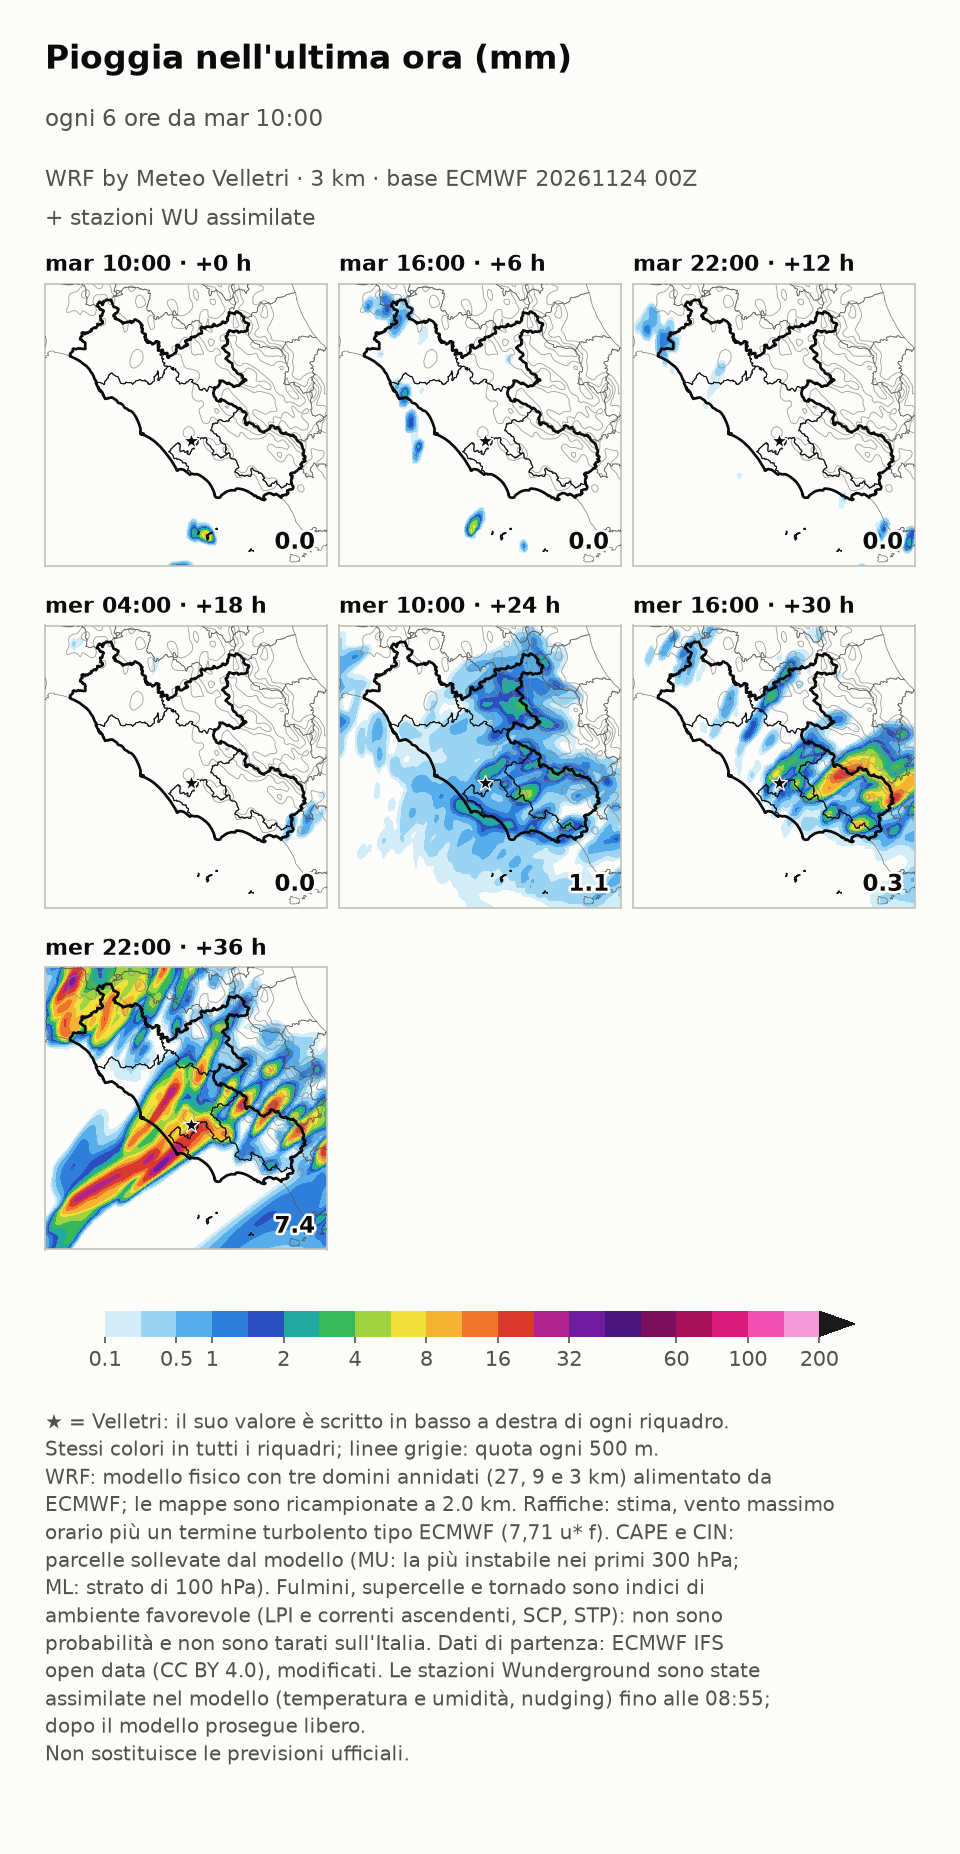 Pioggia nell'ultima ora (mm)
ogni 6 ore da mar 10:00
WRF by Meteo Velletri · 3 km · base ECMWF 20261124 00Z
+ stazioni WU assimilate
mar 10:00 · +0 h
mar 16:00 · +6 h
mar 22:00 · +12 h
0.0
0.0
0.0
mer 04:00 · +18 h
mer 10:00 · +24 h
mer 16:00 · +30 h
0.0
1.1
0.3
mer 22:00 · +36 h
7.4
0.1 0.5 1 2 4 8 16 32 60 100 200
★ = Velletri: il suo valore è scritto in basso a destra di ogni riquadro.
Stessi colori in tutti i riquadri; linee grigie: quota ogni 500 m.
WRF: modello fisico con tre domini annidati (27, 9 e 3 km) alimentato da
ECMWF; le mappe sono ricampionate a 2.0 km. Raffiche: stima, vento massimo
orario più un termine turbolento tipo ECMWF (7,71 u* f). CAPE e CIN:
parcelle sollevate dal modello (MU: la più instabile nei primi 300 hPa;
ML: strato di 100 hPa). Fulmini, supercelle e tornado sono indici di
ambiente favorevole (LPI e correnti ascendenti, SCP, STP): non sono
probabilità e non sono tarati sull'Italia. Dati di partenza: ECMWF IFS
open data (CC BY 4.0), modificati. Le stazioni Wunderground sono state
assimilate nel modello (temperatura e umidità, nudging) fino alle 08:55;
dopo il modello prosegue libero.
Non sostituisce le previsioni ufficiali.